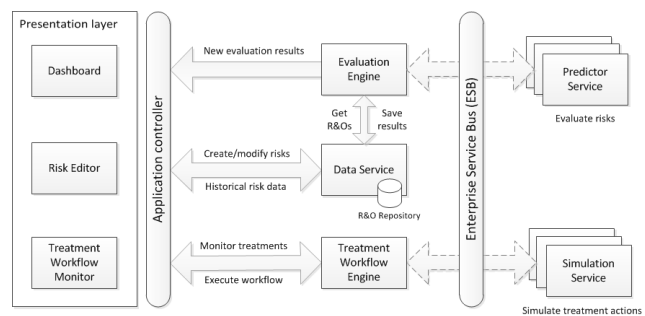 Presentation layer
Dashboard
Risk Editor
Treatment
Workflow
Monitor
Application controller
New evaluation results
Create/modify risks
Historical risk data
Monitor treatments
Execute workflow
Evaluation
Engine
Get
R&Os
Save
results
Data Service
R&O Repository
Treatment
Workflow
Engine
Enterprise Service Bus (ESB)
Predictor
Service
Evaluate risks
Simulation
Service
Simulate treatment actions